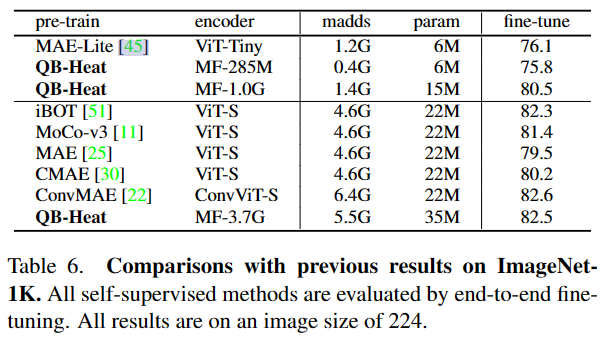 pre-train encoder madds param fine-tune
MAE-Lite [45] ViT-Tiny 1.2G 6M 76.1
QB-Heat MF-285M 0.4G 6M 75.8
QB-Heat MF-1.0G 1.4G 15M 80.5
iBOT [51] ViT-S 4.6G 22M 82.3
MoCo-v3 [11] ViT-S 4.6G 22M 81.4
MAE [25] ViT-S 4.6G 22M 79.5
CMAE [30] ViT-S 4.6G 22M 80.2
ConvMAE [22] ConvViT-S 6.4G 22M 82.6
QB-Heat MF-3.7G 5.5G 35M 82.5
Table 6. Comparisons with previous results on ImageNet-
1K. All self-supervised methods are evaluated by end-to-end fine-
tuning. All results are on an image size of 224.